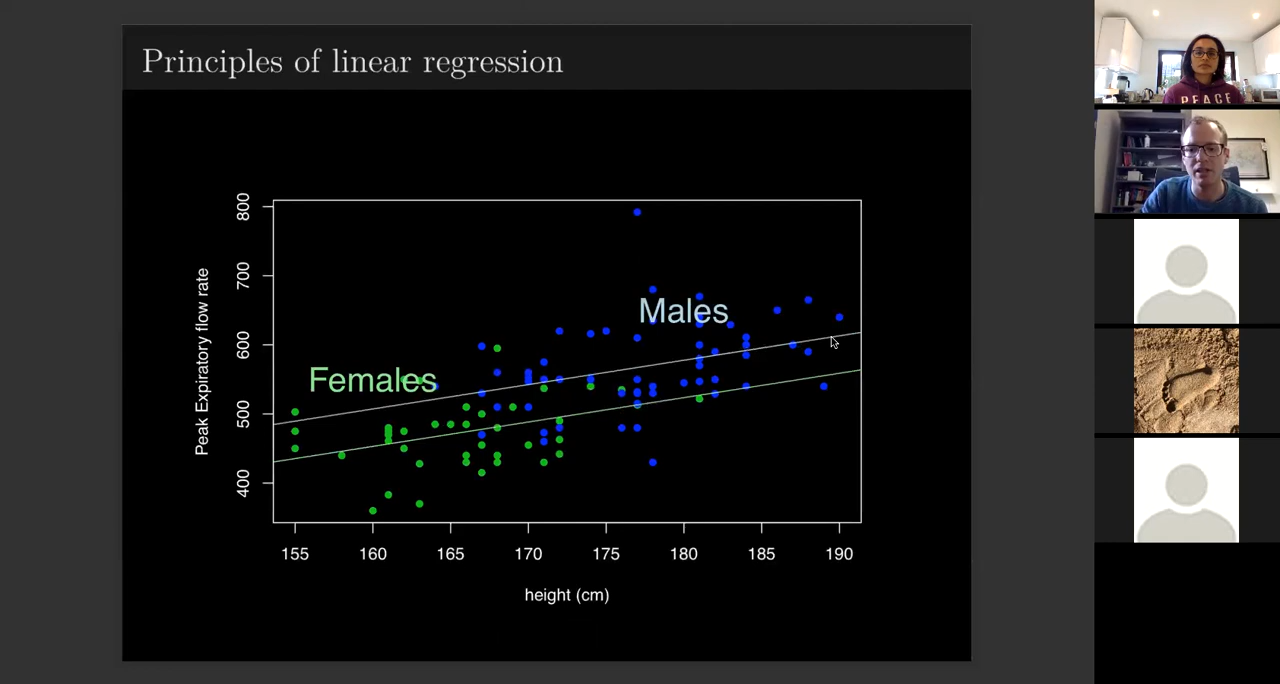 Principles of linear regression
800
700
600
500
400
Peak Expiratory flow rate
Males
Females
155 160 165 170 175 180 185 190
height (cm)
PEACE